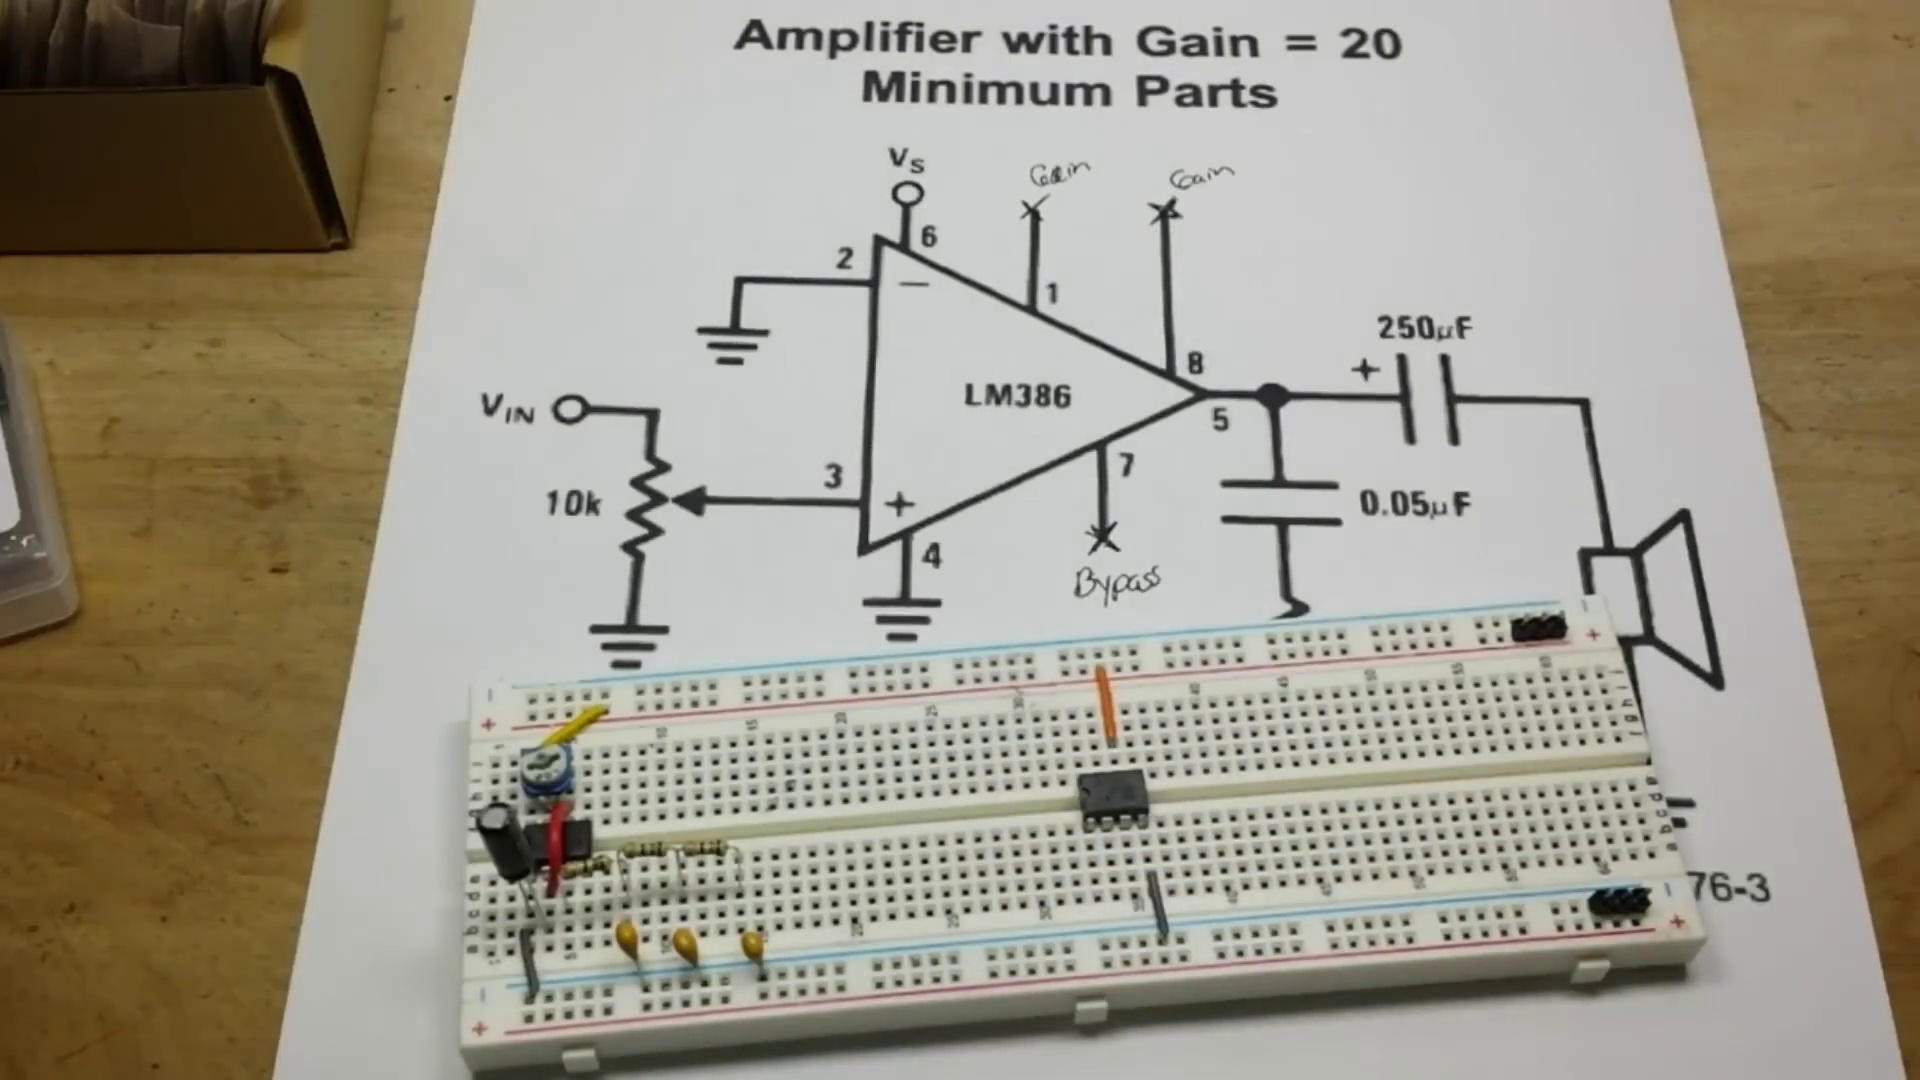 Amplifier with Gain = 20
Minimum Parts
Vs
Gain
Gain
6
2
−
1
250µF
+
8
LM386
VIN
5
7
3
10k
+
0.05µF
4
Bypass
76-3